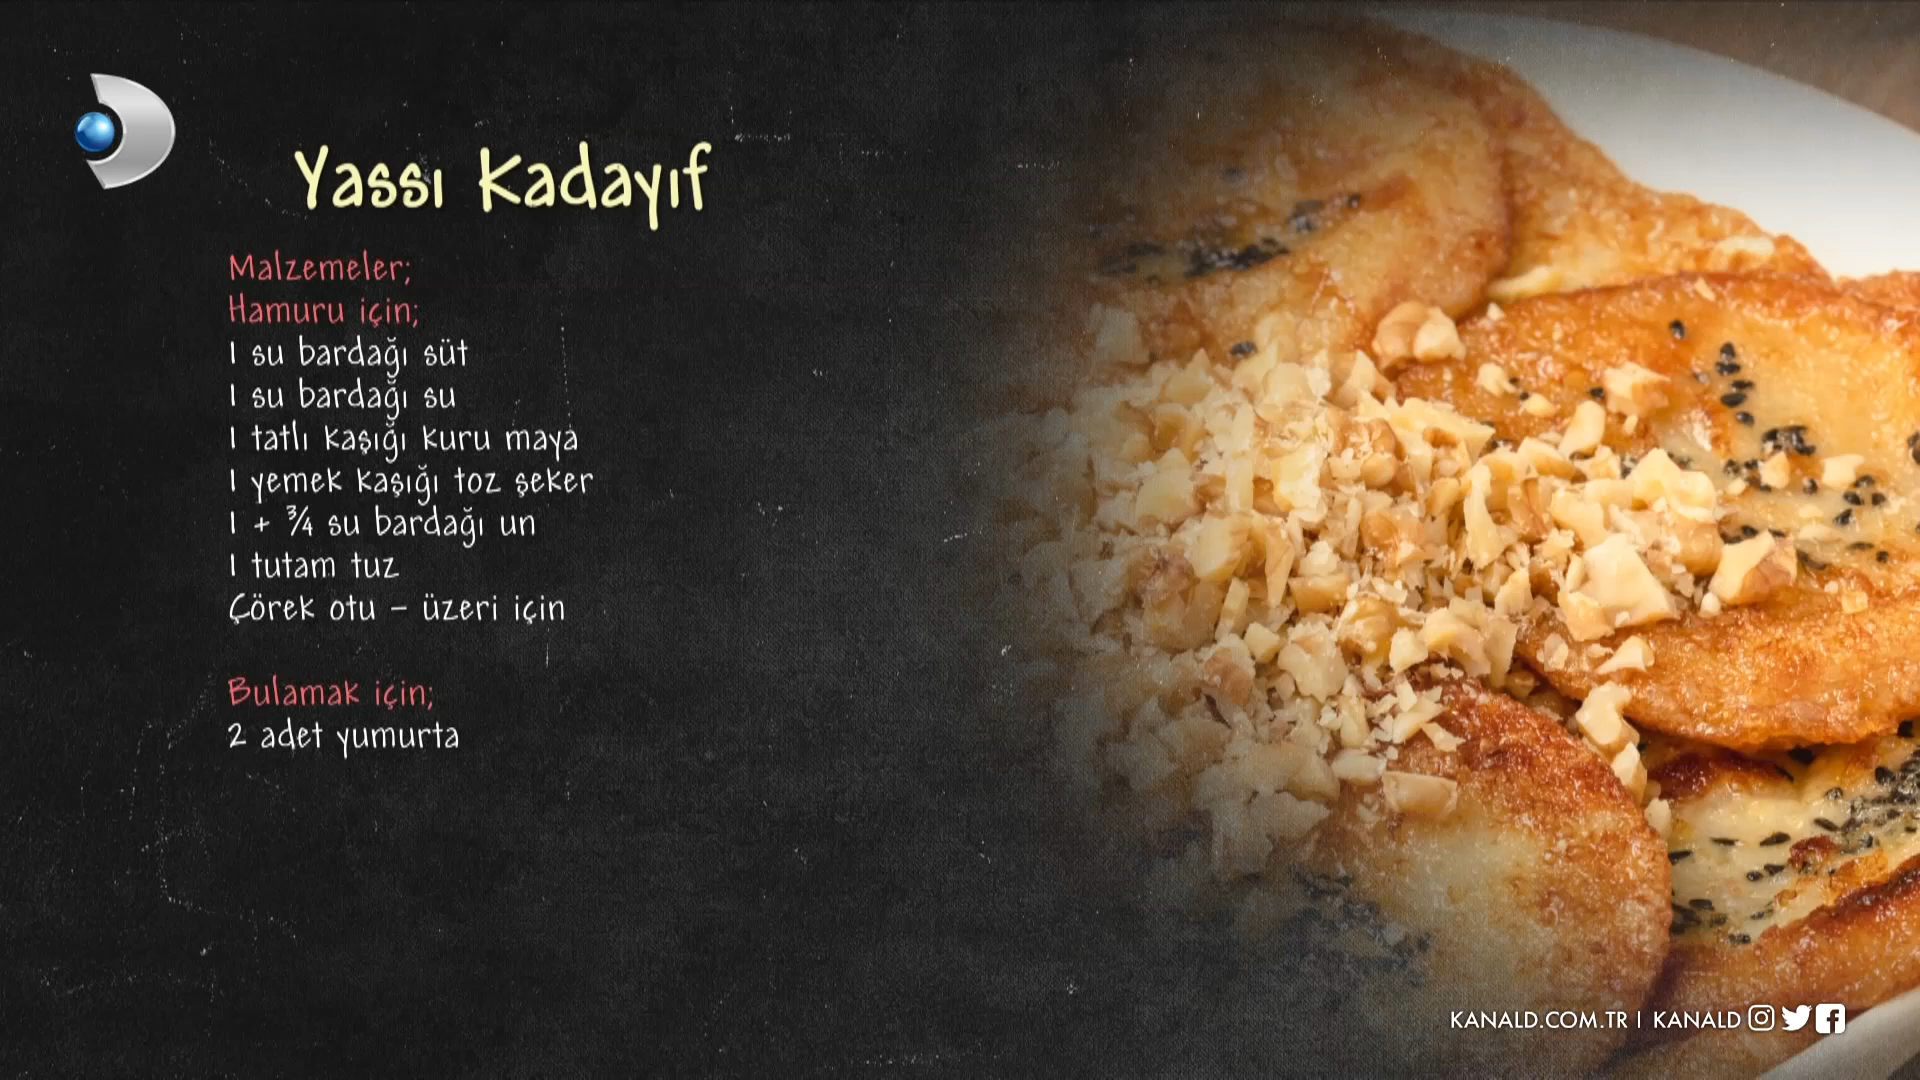 Yassı Kadayıf
Malzemeler;
Hamuru için;
1 su bardağı süt
1 su bardağı su
1 tatlı kaşığı kuru maya
1 yemek kaşığı toz şeker
1 + ¾ su bardağı un
1 tutam tuz
Çörek otu – üzeri için
Bulamak için;
2 adet yumurta
KANALD.COM.TR | KANALD